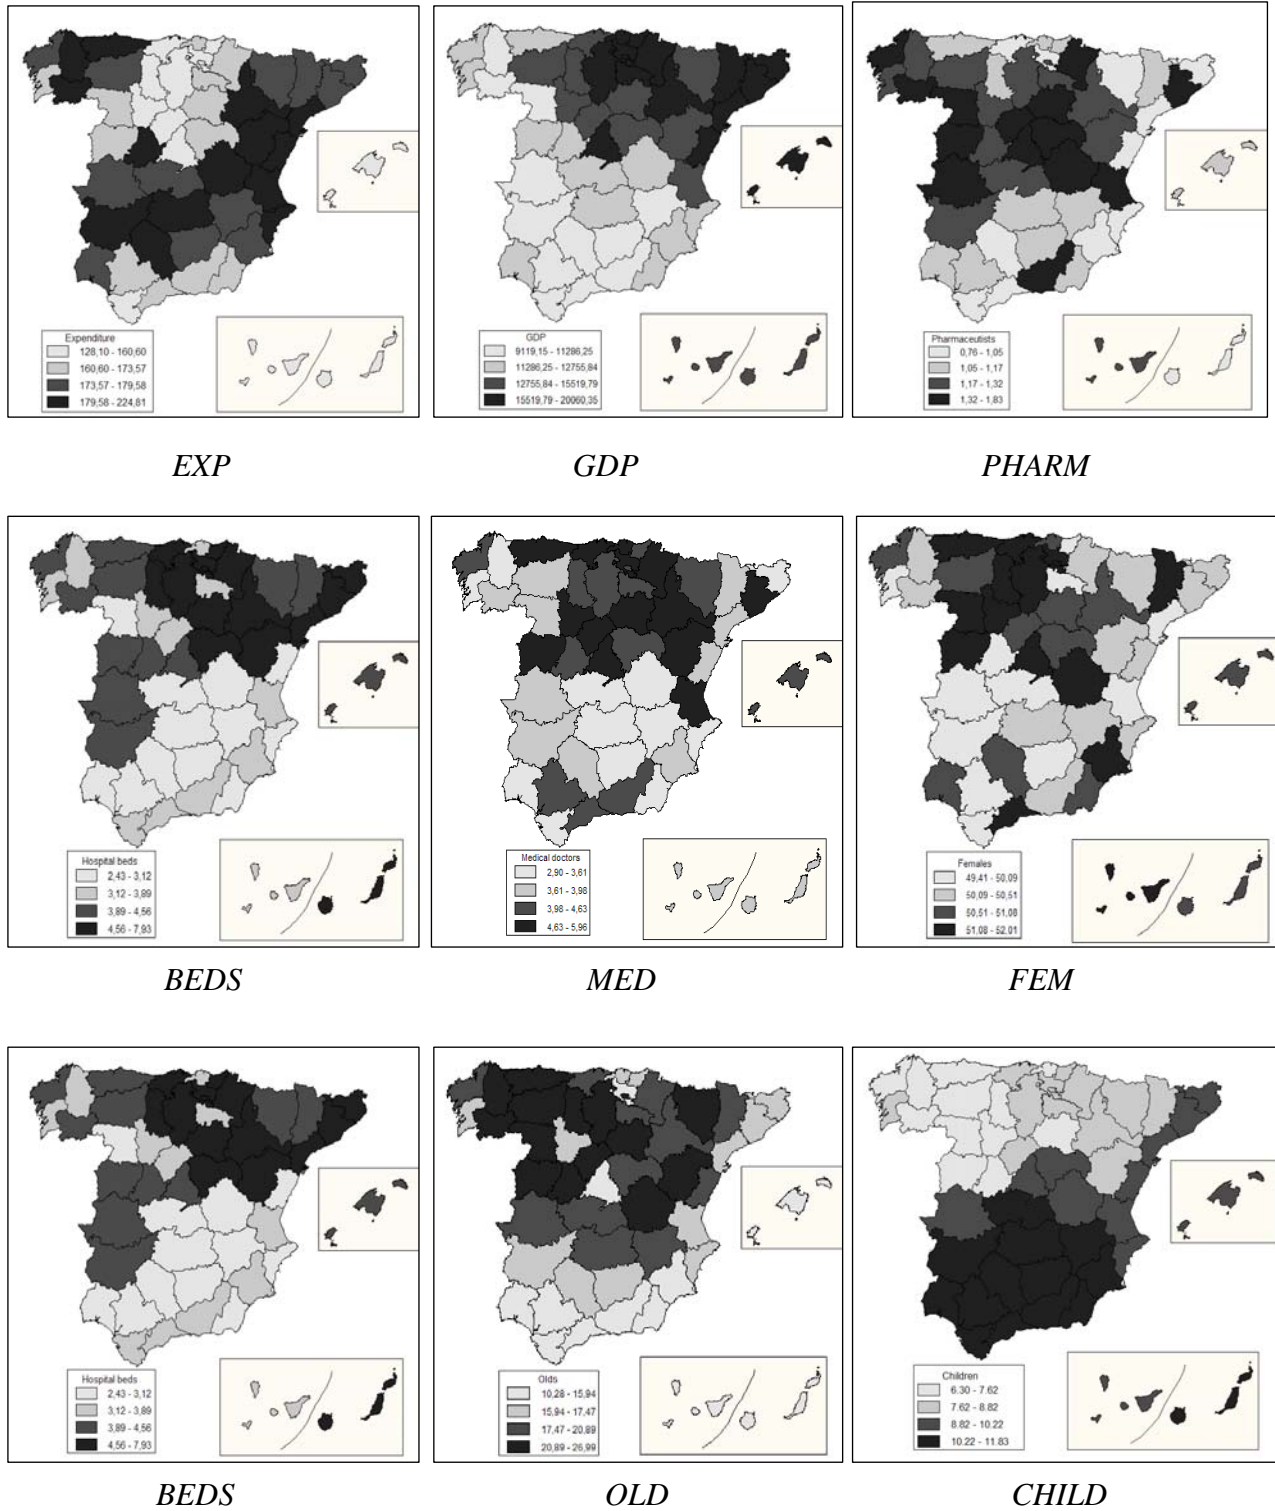 Expenditure
128,10 - 160,60
160,60 - 173,57
173,57 - 179,58
179,58 - 224,81
GDP
9119,15 - 11286,25
11286,25 - 12755,84
12755,84 - 15519,79
15519,79 - 20060,35
Pharmaceutists
0,76 - 1,05
1,05 - 1,17
1,17 - 1,32
1,32 - 1,83
EXP
GDP
PHARM
Hospital beds
2,43 - 3,12
3,12 - 3,89
3,89 - 4,56
4,56 - 7,93
Medical doctors
2,90 - 3,61
3,61 - 3,98
3,98 - 4,63
4,63 - 5,96
Females
49,41 - 50,09
50,09 - 50,51
50,51 - 51,08
51,08 - 52,01
BEDS
MED
FEM
Hospital beds
2,43 - 3,12
3,12 - 3,89
3,89 - 4,56
4,56 - 7,93
Olds
10,28 - 15,94
15,94 - 17,47
17,47 - 20,89
20,89 - 26,99
Children
6.30 - 7.62
7.62 - 8.82
8.82 - 10.22
10.22 - 11.83
BEDS
OLD
CHILD